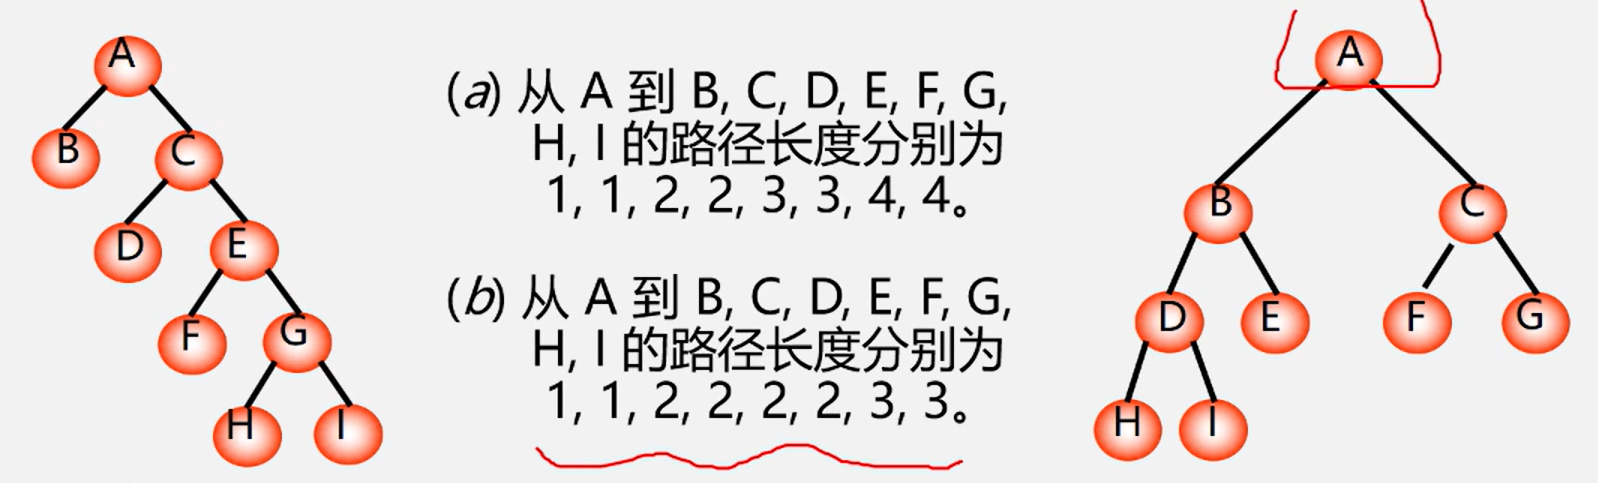 A
B
C
D
E
F
G
H
I
(a) 从 A 到 B, C, D, E, F, G,
H, I 的路径长度分别为
1, 1, 2, 2, 3, 3, 4, 4。
(b) 从 A 到 B, C, D, E, F, G,
H, I 的路径长度分别为
1, 1, 2, 2, 2, 2, 3, 3。
A
B
C
D
E
F
G
H
I